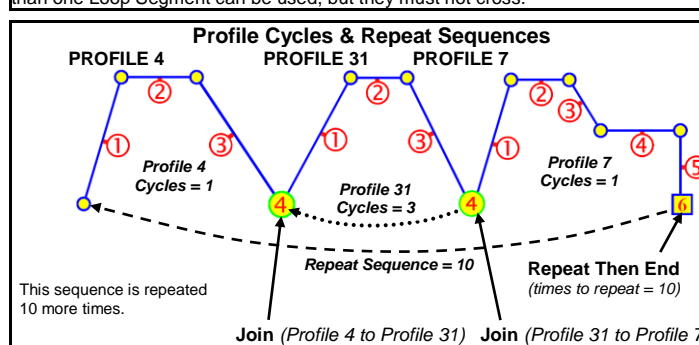 than one Loop Segment can be used, but they must not cross.
Profile Cycles & Repeat Sequences
PROFILE 4 PROFILE 31 PROFILE 7
② ② ②
③
① ③ ① ③ ① ④
⑤
Profile 4
Cycles = 1
Profile 31
Cycles = 3
Profile 7
Cycles = 1
4 4 6
Repeat Sequence = 10
Repeat Then End
(times to repeat = 10)
This sequence is repeated
10 more times.
Join (Profile 4 to Profile 31) Join (Profile 31 to Profile 7